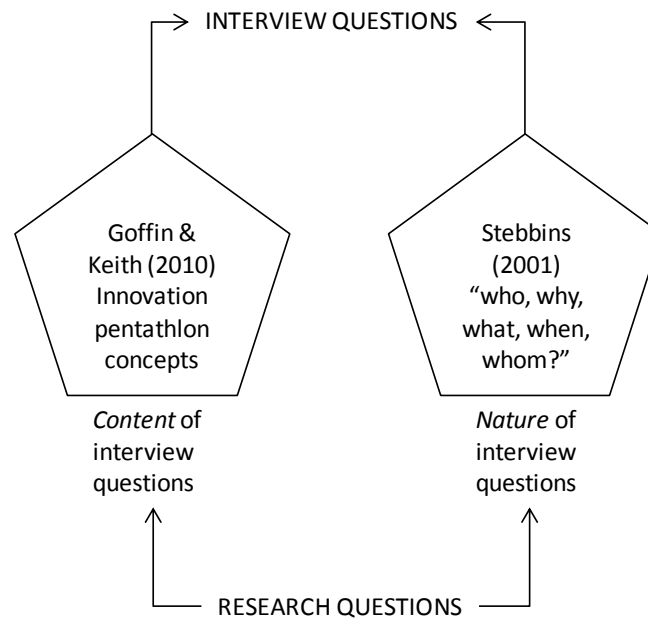 INTERVIEW QUESTIONS
Goffin &
Keith (2010)
Innovation
pentathlon
concepts
Stebbins
(2001)
“who, why,
what, when,
whom?”
Content of
interview
questions
Nature of
interview
questions
RESEARCH QUESTIONS